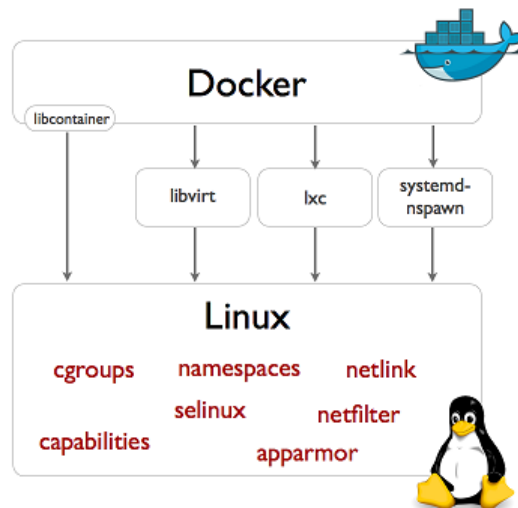 Docker
libcontainer
libvirt
lxc
systemd-
nspawn
Linux
cgroups
namespaces
netlink
selinux
netfilter
capabilities
apparmor